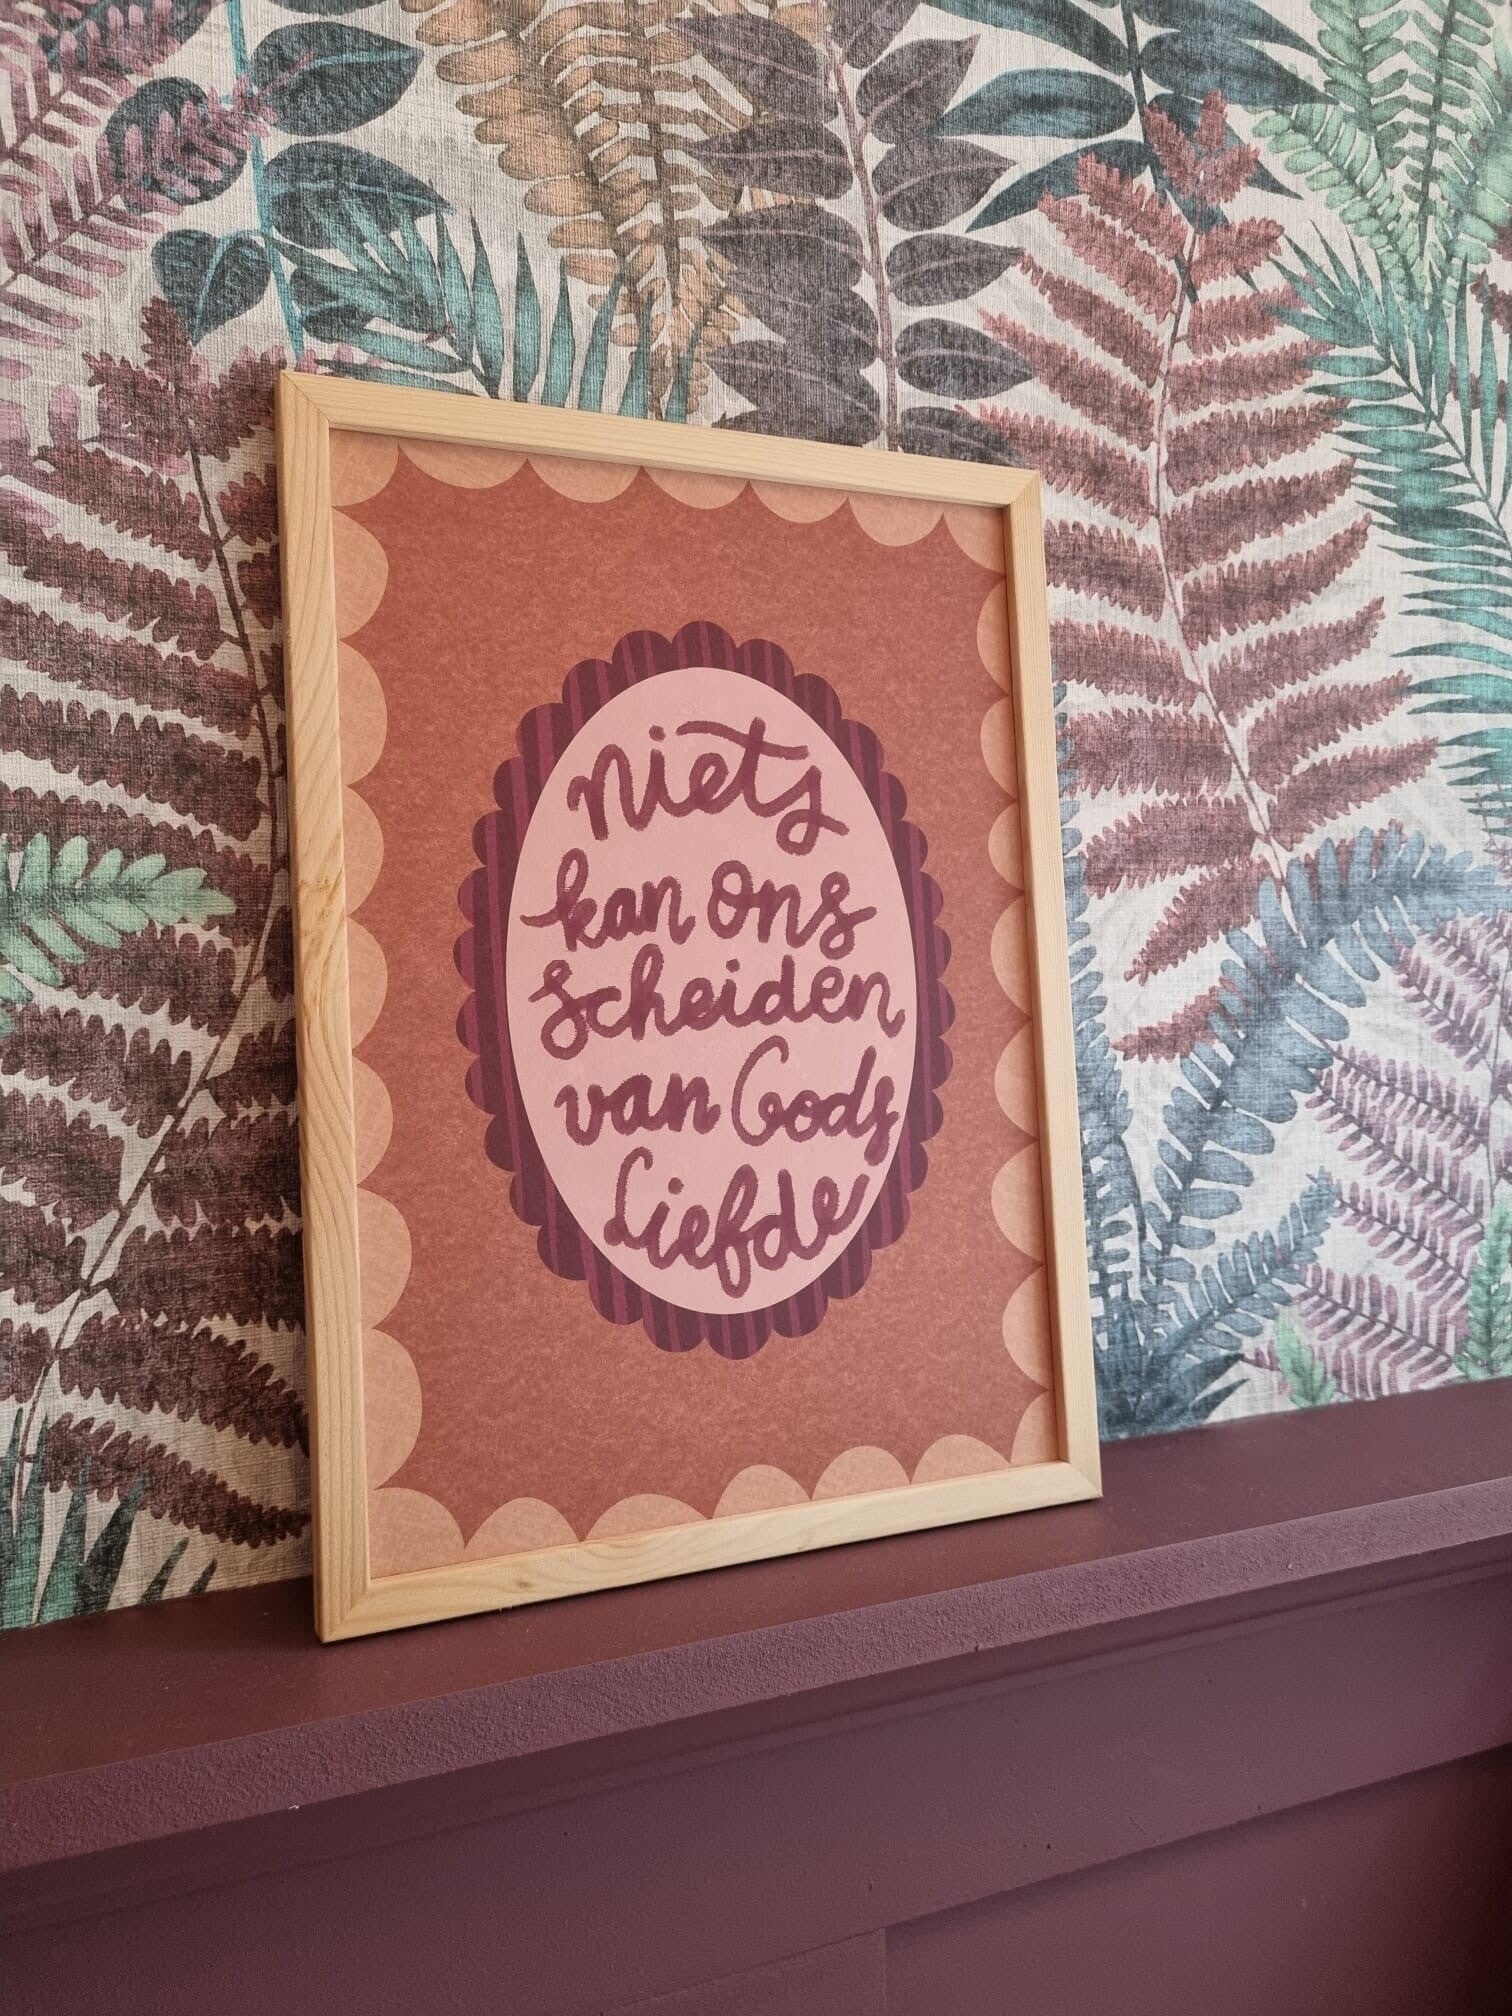 niets
kan ons
scheiden
van Gods
Liefde